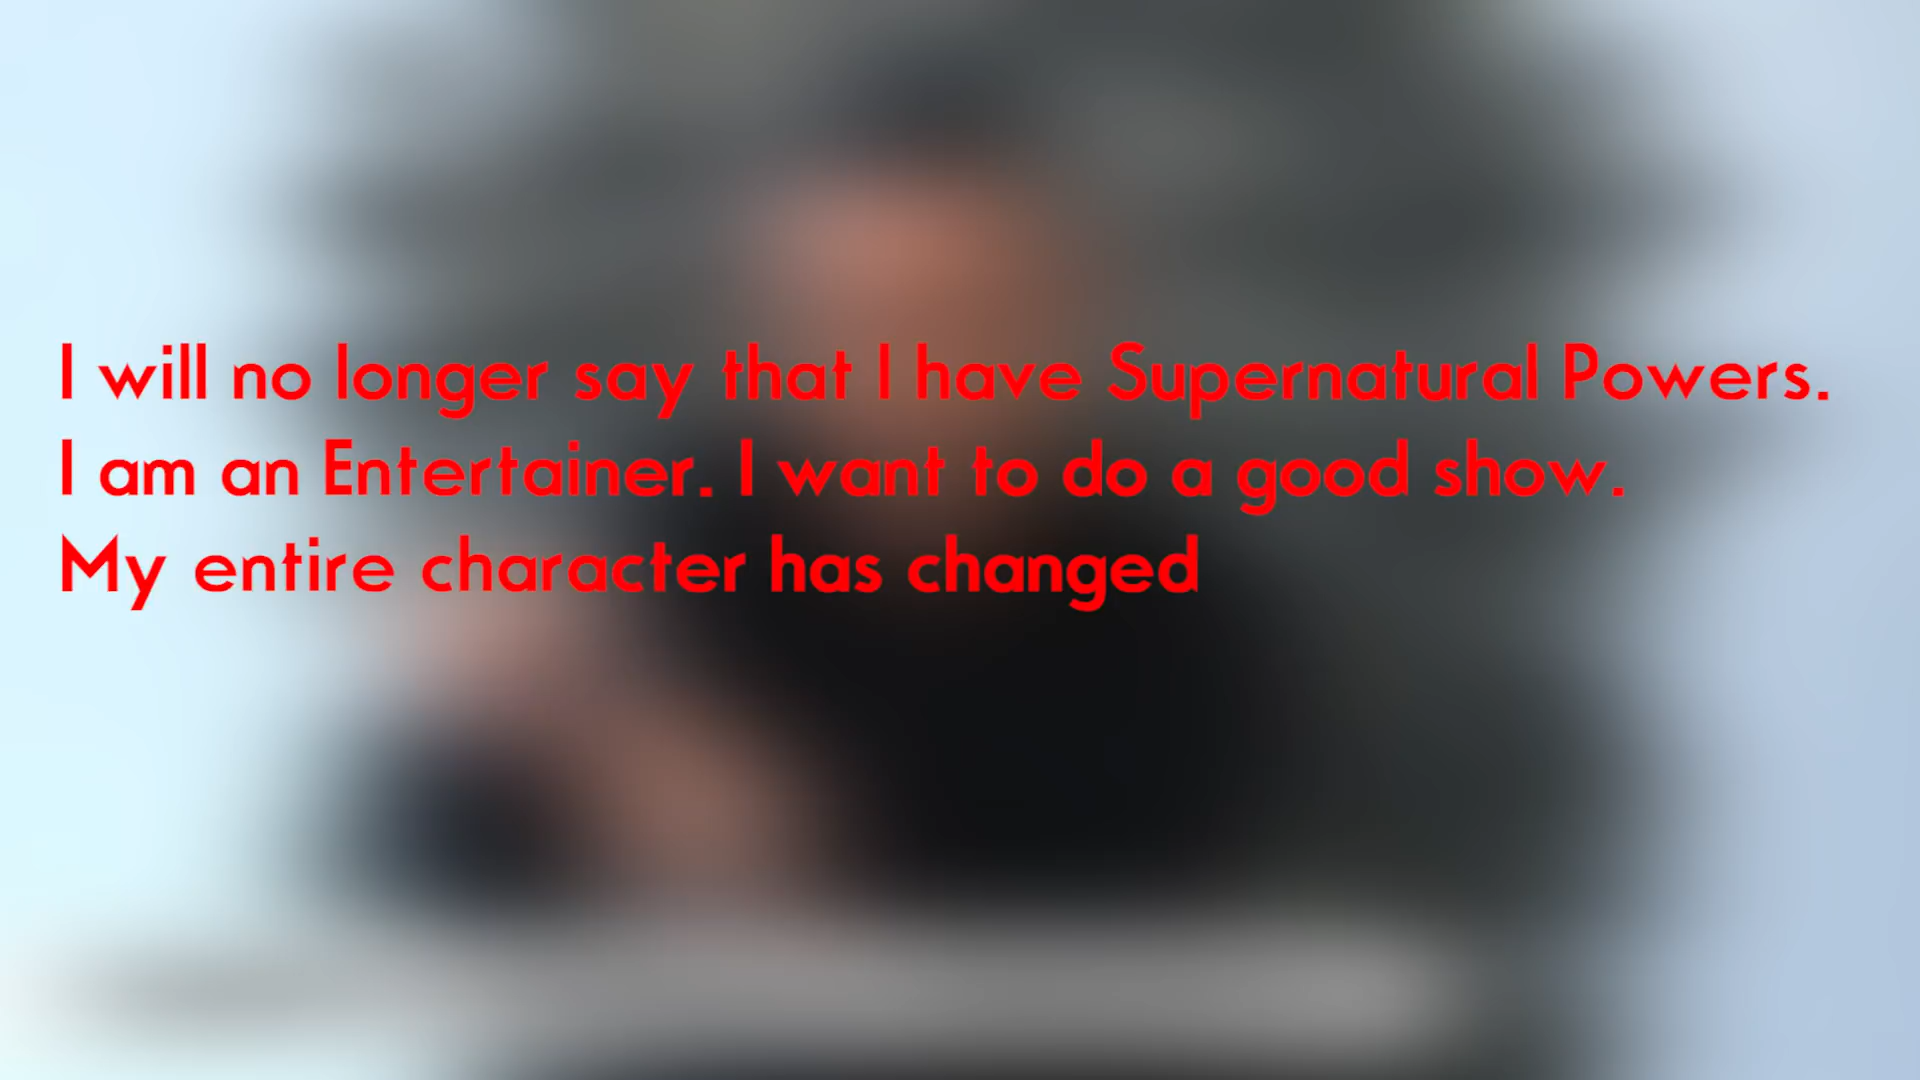 I will no longer say that I have Supernatural Powers.
I am an Entertainer. I want to do a good show.
My entire character has changed